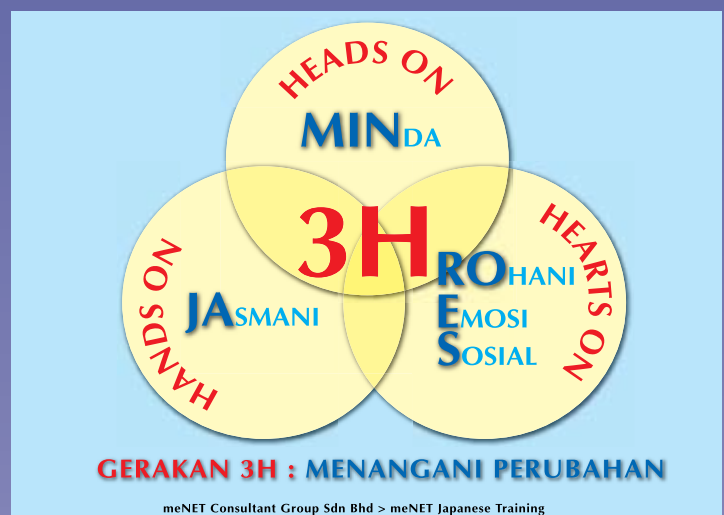 HEADS ON
MINDA
3H
HANDS ON
JASMANI
HEARTS ON
ROHANI
EMOSI
SOSIAL
GERAKAN 3H : MENANGANI PERUBAHAN
meNET Consultant Group Sdn Bhd > meNET Japanese Training